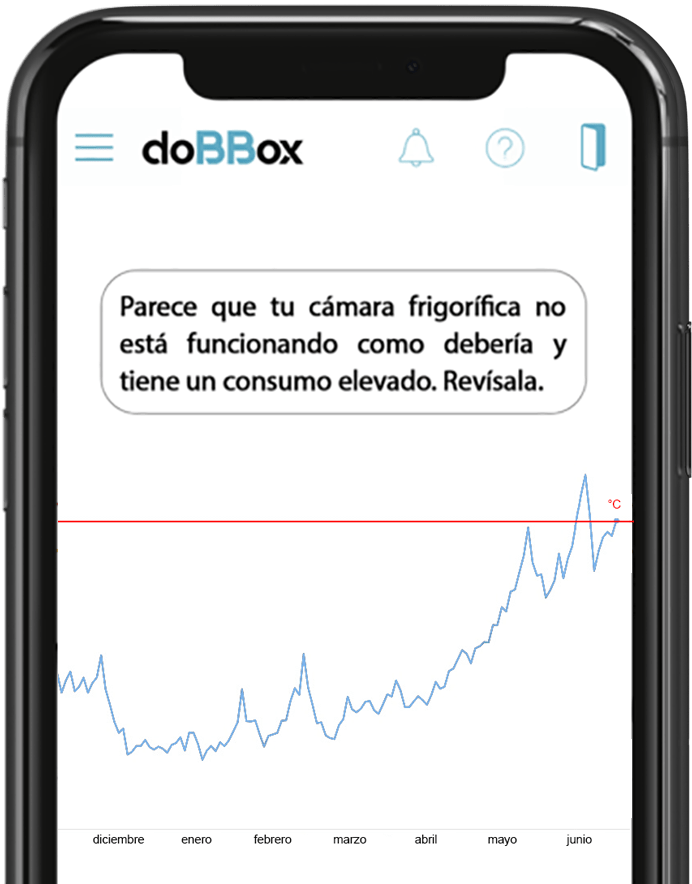 doBBox
Parece que tu cámara frigorífica no
está funcionando como debería y
tiene un consumo elevado. Revísala.
°C
diciembre enero febrero marzo abril mayo junio